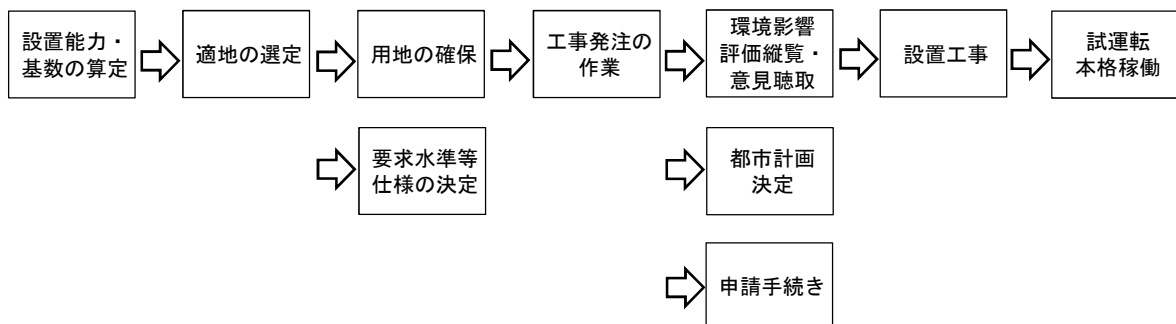 設置能力・
基数の算定
適地の選定
用地の確保
工事発注の
作業
環境影響
評価縦覧・
意見聴取
設置工事
試運転
本格稼働
要求水準等
仕様の決定
都市計画
決定
申請手続き